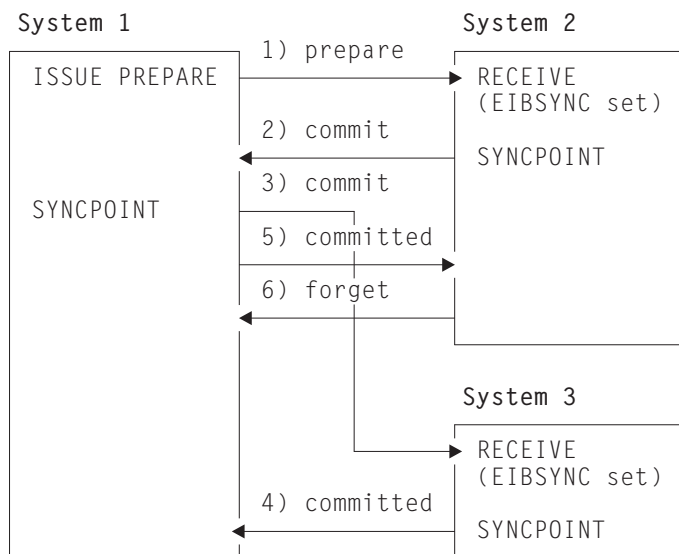 System 1
System 2
1) prepare
ISSUE PREPARE
RECEIVE
(EIBSYNC set)
2) commit
SYNCPOINT
3) commit
SYNCPOINT
5) committed
6) forget
System 3
RECEIVE
(EIBSYNC set)
4) committed
SYNCPOINT